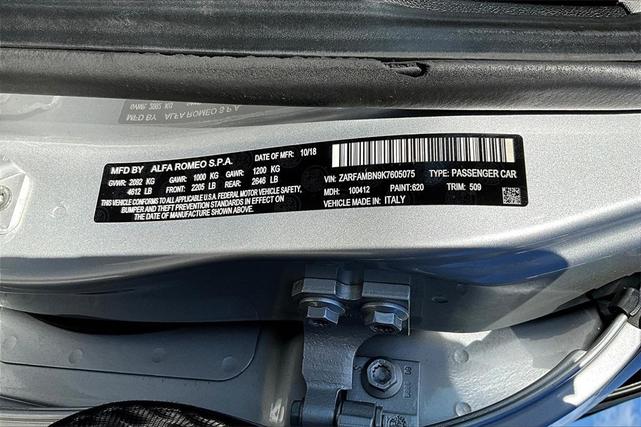 MFD BY ALFA ROMEO S.P.A. DATE OF MFR: 10/18
GVWR: 2092 KG GAWR: 1000 KG GAWR: 1200 KG
4612 LB FRONT: 2205 LB REAR: 2646 LB
THIS VEHICLE CONFORMS TO ALL APPLICABLE U.S.A. FEDERAL MOTOR VEHICLE SAFETY,
BUMPER AND THEFT PREVENTION STANDARDS IN EFFECT ON
THE DATE OF MANUFACTURE SHOWN ABOVE.
VIN: ZARFAMBN9K7605075 TYPE: PASSENGER CAR
MDH: 100412 PAINT:620 TRIM: 509
VEHICLE MADE IN: ITALY